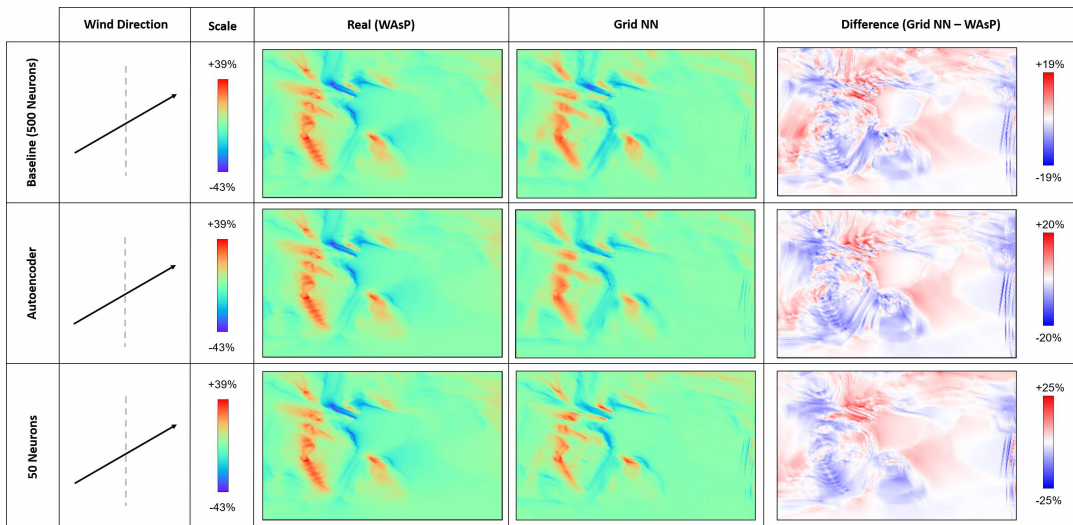 Wind Direction
Scale
Real (WAsP)
Grid NN
Difference (Grid NN – WAsP)
Baseline (500 Neurons)
+39%
-43%
+19%
-19%
Autoencoder
+39%
-43%
+20%
-20%
50 Neurons
+39%
-43%
+25%
-25%